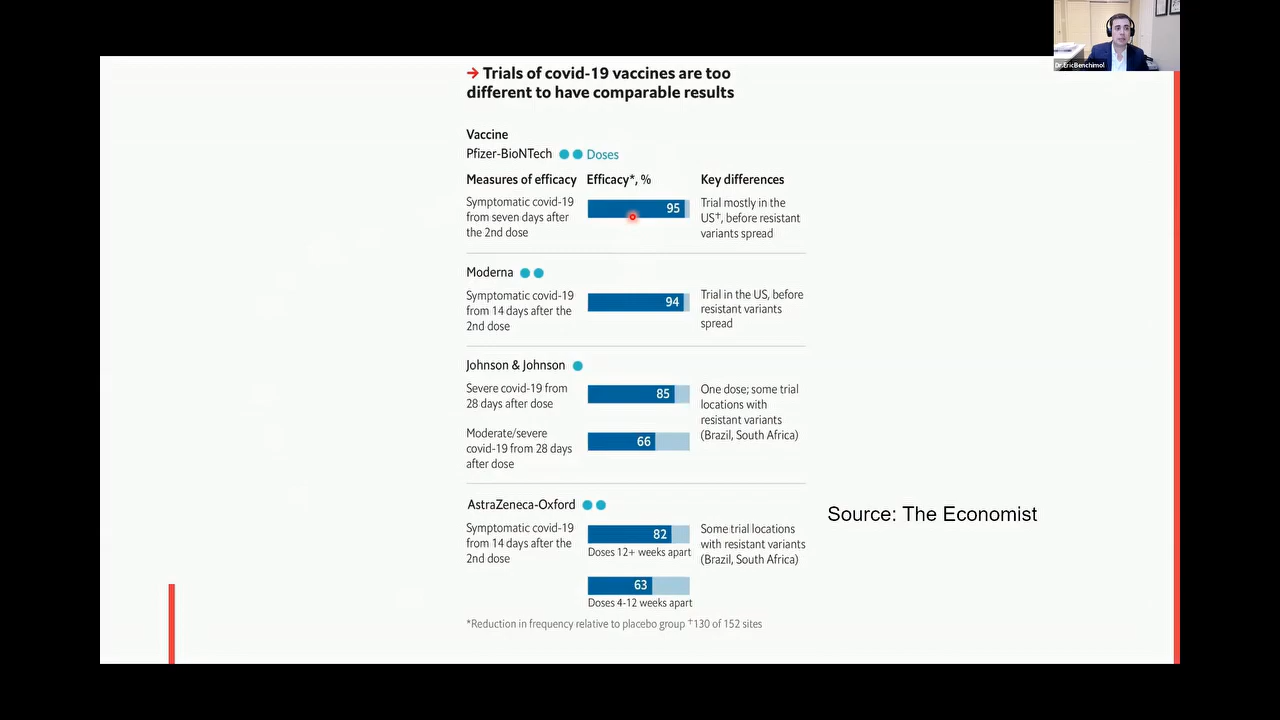 Dr. Eric Benchimol
→ Trials of covid-19 vaccines are too
different to have comparable results
Vaccine
Pfizer-BioNTech Doses
Measures of efficacy Efficacy*, % Key differences
Symptomatic covid-19
from seven days after
the 2nd dose
95
Trial mostly in the
US†, before resistant
variants spread
Moderna
Symptomatic covid-19
from 14 days after the
2nd dose
94
Trial in the US, before
resistant variants
spread
Johnson & Johnson
Severe covid-19 from
28 days after dose
85
One dose; some trial
locations with
resistant variants
(Brazil, South Africa)
Moderate/severe
covid-19 from 28 days
after dose
66
AstraZeneca-Oxford
Symptomatic covid-19
from 14 days after the
2nd dose
82
Doses 12+ weeks apart
Some trial locations
with resistant variants
(Brazil, South Africa)
63
Doses 4-12 weeks apart
*Reduction in frequency relative to placebo group †130 of 152 sites
Source: The Economist